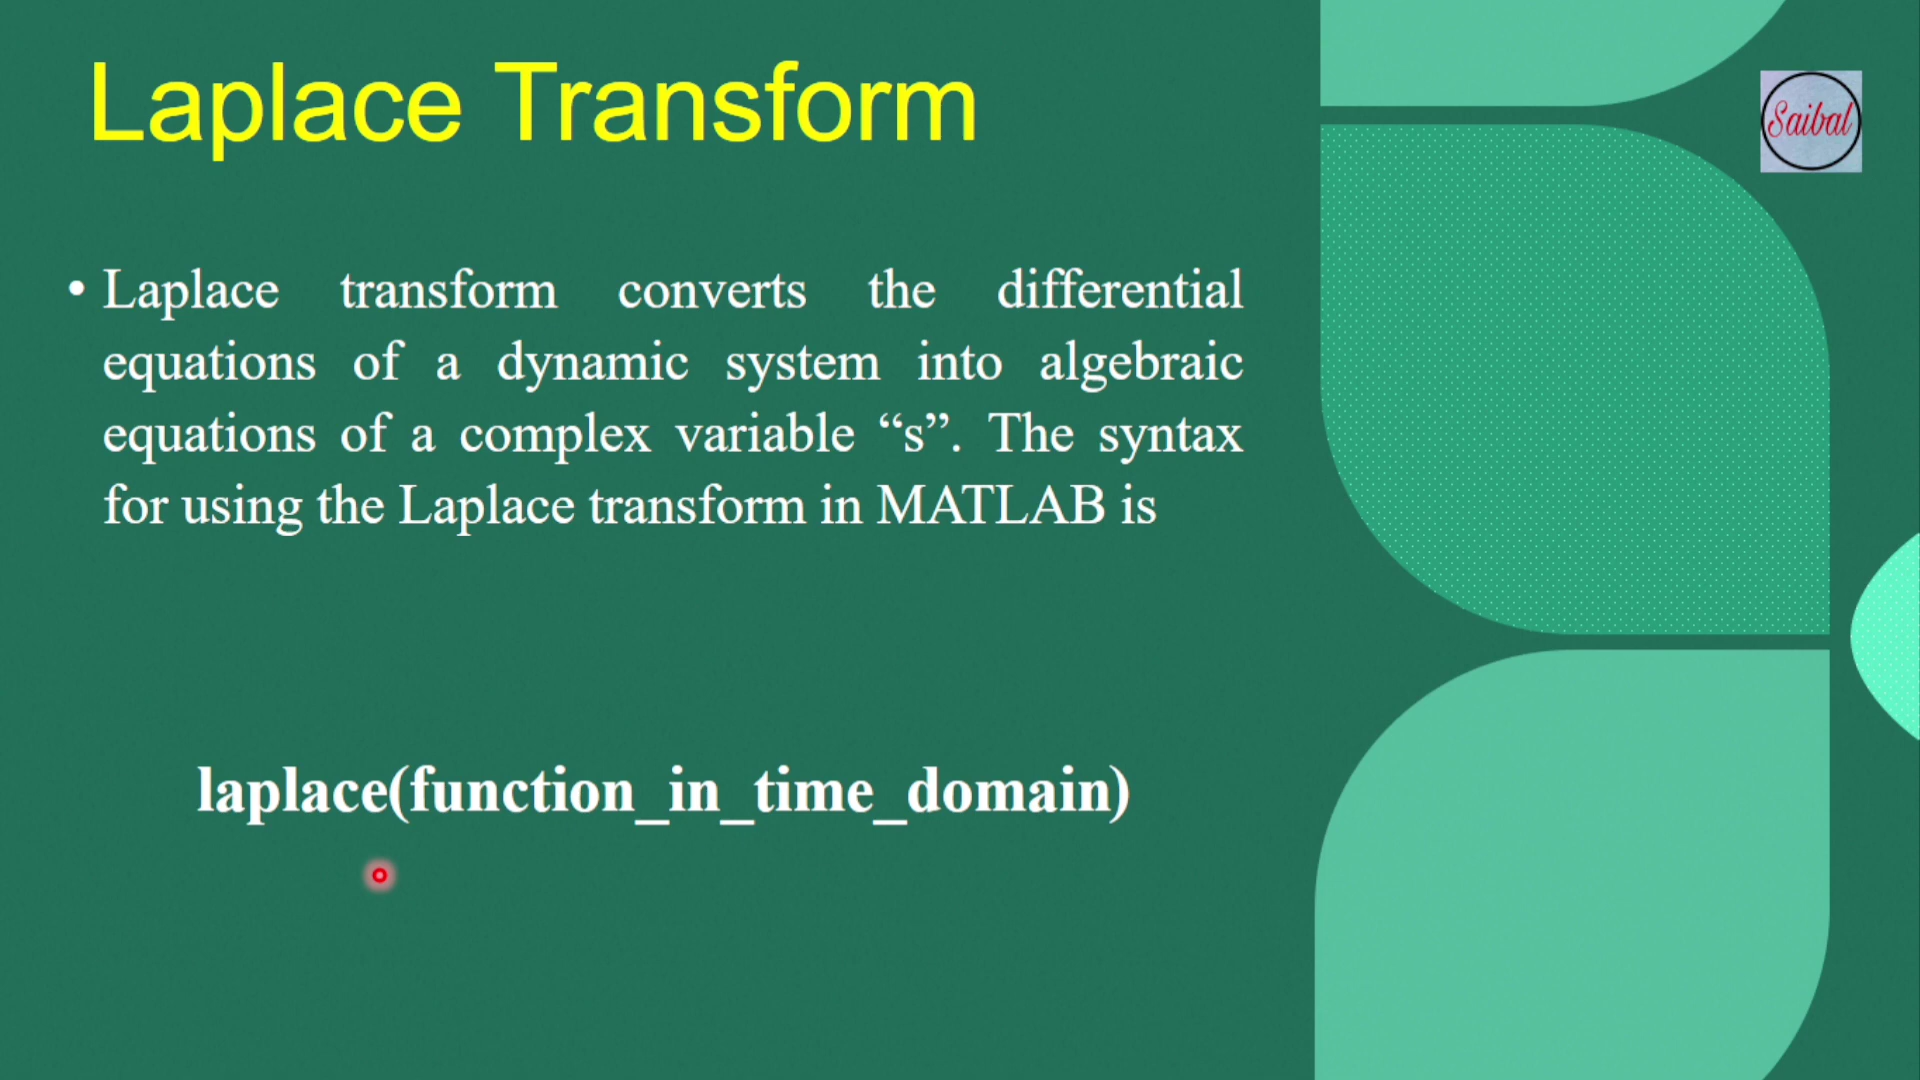 Laplace Transform
Saibal
• Laplace transform converts the differential
equations of a dynamic system into algebraic
equations of a complex variable “s”. The syntax
for using the Laplace transform in MATLAB is
laplace(function_in_time_domain)